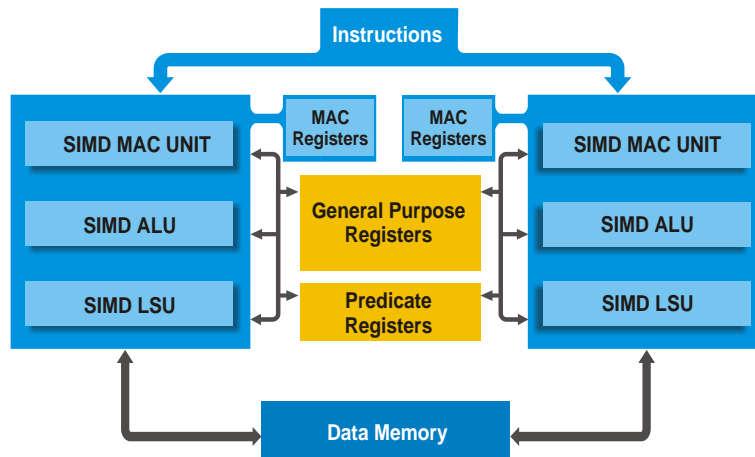 Instructions
MAC
Registers
MAC
Registers
SIMD MAC UNIT
SIMD ALU
SIMD LSU
General Purpose
Registers
Predicate
Registers
SIMD MAC UNIT
SIMD ALU
SIMD LSU
Data Memory